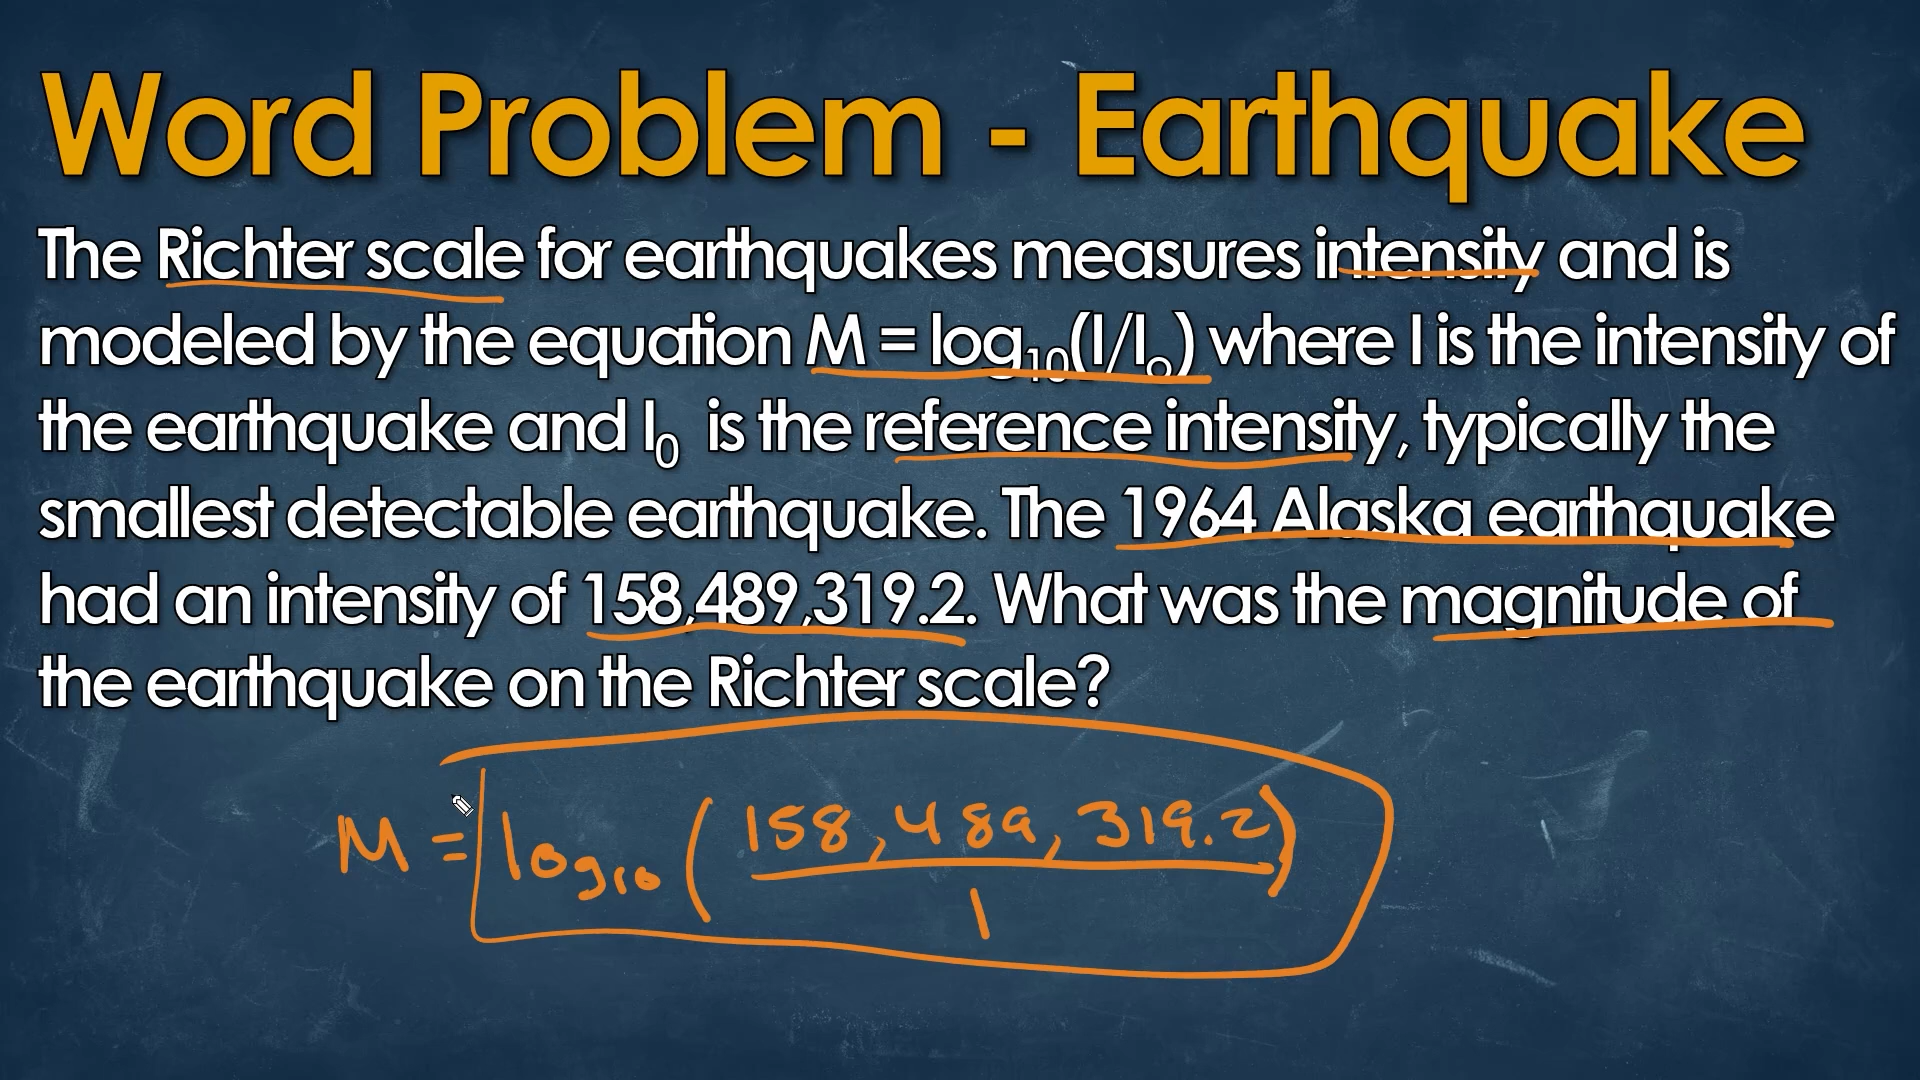 Word Problem - Earthquake
The Richter scale for earthquakes measures intensity and is
modeled by the equation M = log₁₀(I/I₀) where I is the intensity of
the earthquake and I₀ is the reference intensity, typically the
smallest detectable earthquake. The 1964 Alaska earthquake
had an intensity of 158,489,319.2. What was the magnitude of
the earthquake on the Richter scale?
M = log₁₀ (158,489,319.2)
1